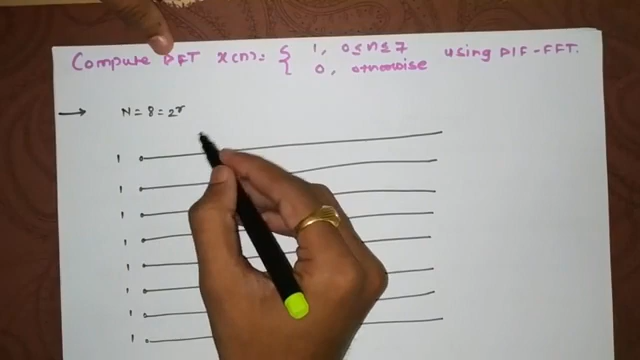 Compute DFT x(n) = { 1, 0≤n≤7 using DIF-FFT.
0, otherwise
→ N = 8 = 2^r
1
1
1
1
1
1
1
1